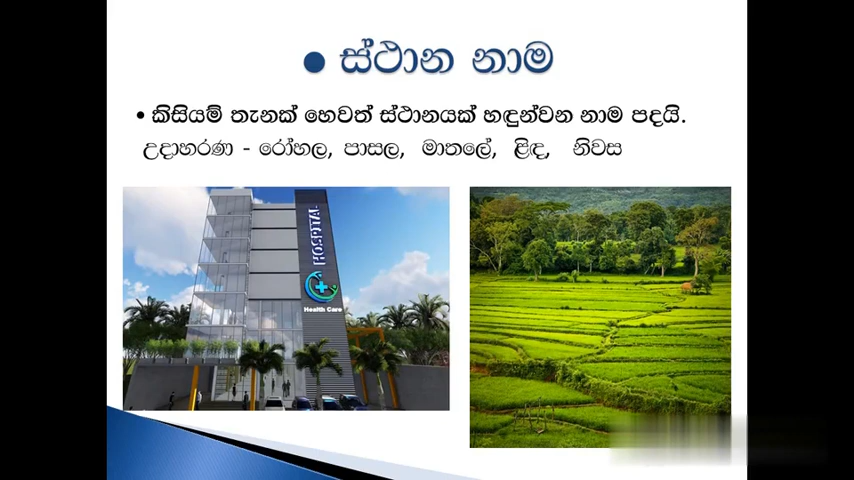 • ස්ථාන නාම
• කිසියම් තැනක් හෙවත් ස්ථානයක් හඳුන්වන නාම පදයි.
උදාහරණ - රෝහල, පාසල, මාතලේ, ළිඳ, නිවස
HOSPITAL
Health Care